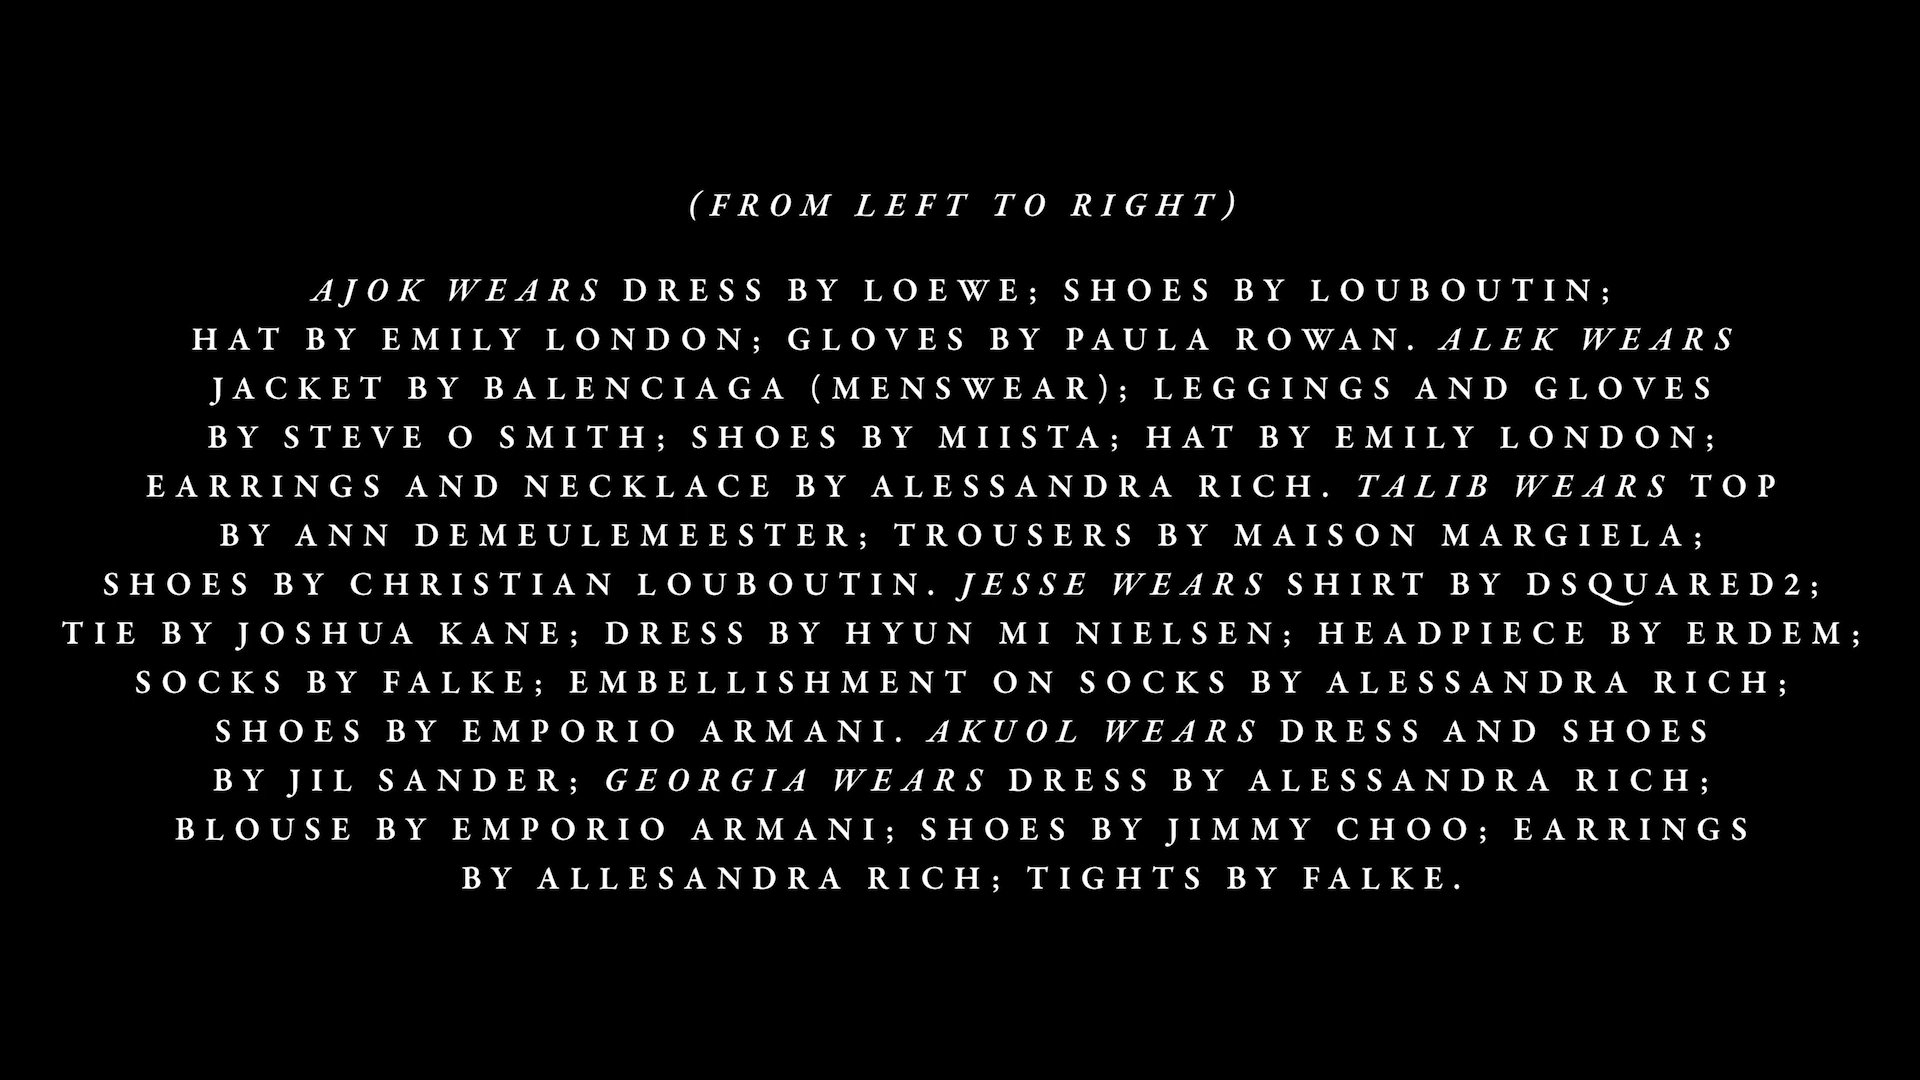 (FROM LEFT TO RIGHT)
AJOK WEARS DRESS BY LOEWE; SHOES BY LOUBOUTIN;
HAT BY EMILY LONDON; GLOVES BY PAULA ROWAN. ALEK WEARS
JACKET BY BALENCIAGA (MENSWEAR); LEGGINGS AND GLOVES
BY STEVE O SMITH; SHOES BY MIISTA; HAT BY EMILY LONDON;
EARRINGS AND NECKLACE BY ALESSANDRA RICH. TALIB WEARS TOP
BY ANN DEMEULEMEESTER; TROUSERS BY MAISON MARGIELA;
SHOES BY CHRISTIAN LOUBOUTIN. JESSE WEARS SHIRT BY DSQUARED2;
TIE BY JOSHUA KANE; DRESS BY HYUN MI NIELSEN; HEADPIECE BY ERDEM;
SOCKS BY FALKE; EMBELLISHMENT ON SOCKS BY ALESSANDRA RICH;
SHOES BY EMPORIO ARMANI. AKUOL WEARS DRESS AND SHOES
BY JIL SANDER; GEORGIA WEARS DRESS BY ALESSANDRA RICH;
BLOUSE BY EMPORIO ARMANI; SHOES BY JIMMY CHOO; EARRINGS
BY ALLESANDRA RICH; TIGHTS BY FALKE.